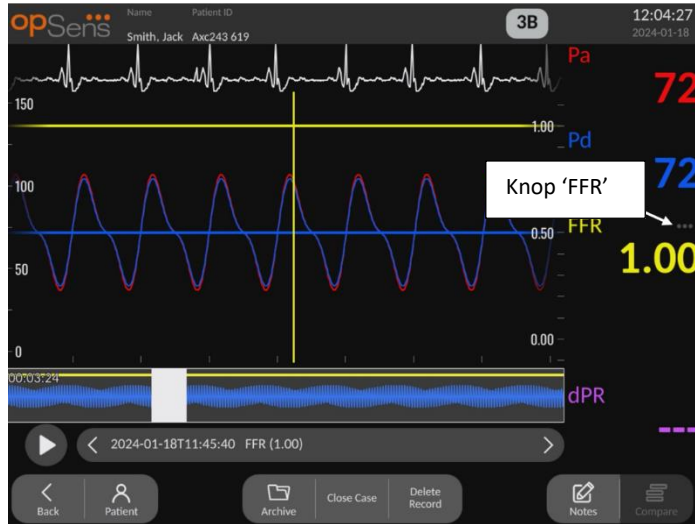 opSens
Name Patient ID
Smith, Jack Axc243 619
3B
12:04:27
2024-01-18
Pa
72
150
1.00
Pd
72
100
Knop ‘FFR’
...
0.50
FFR
1.00
50
0.00
0
00:03:24
dPR
---
2024-01-18T11:45:40 FFR (1.00)
Back
Patient
Archive
Close Case
Delete
Record
Notes
Compare